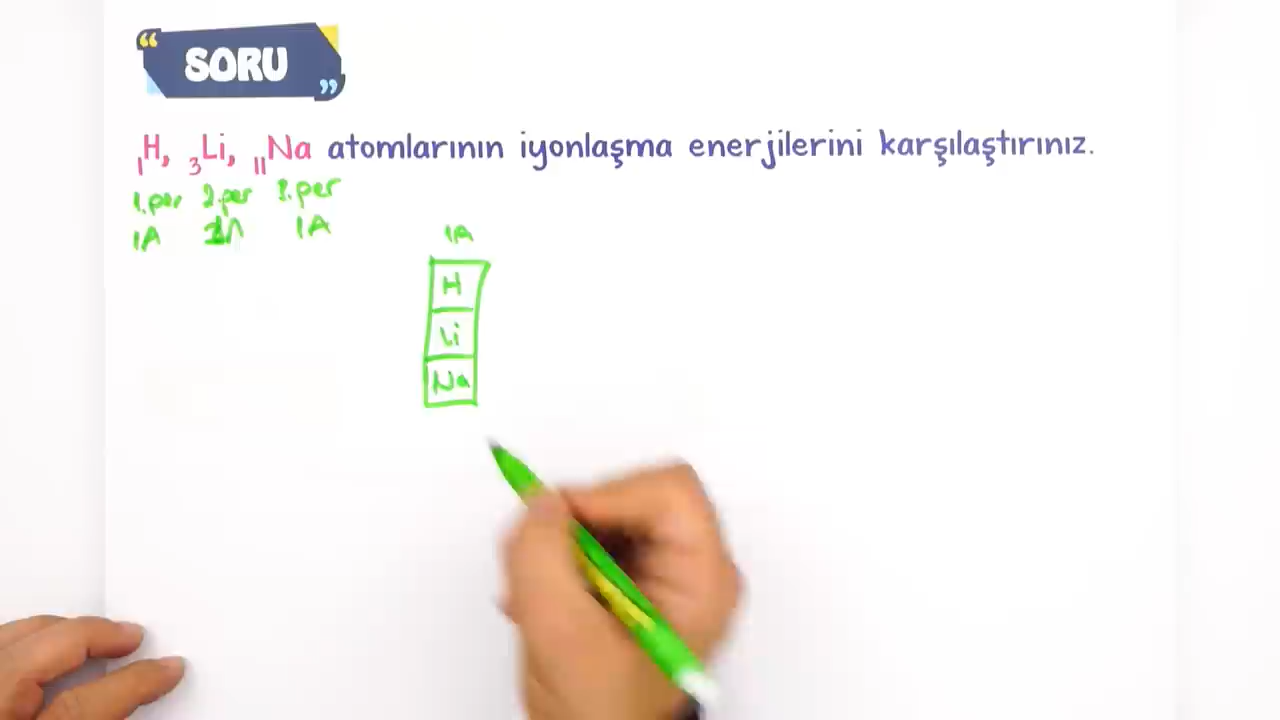 “ SORU ”
₁H, ₃Li, ₁₁Na atomlarının iyonlaşma enerjilerini karşılaştırınız.
1.per 2.per 3.per
1A 1A 1A
1A
H
Li
Na